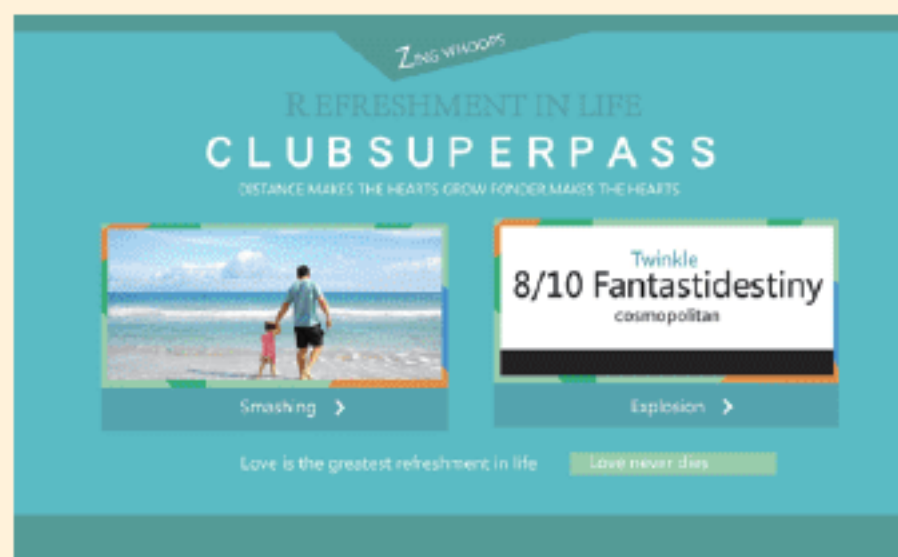 ZING WHOOPS
REFRESHMENT IN LIFE
CLUBSUPERPASS
DISTANCE MAKES THE HEARTS GROW FONDER.MAKES THE HEARTS
Twinkle
8/10 Fantastidestiny
cosmopolitan
Smashing
Explosion
Love is the greatest refreshment in life
Love never dies